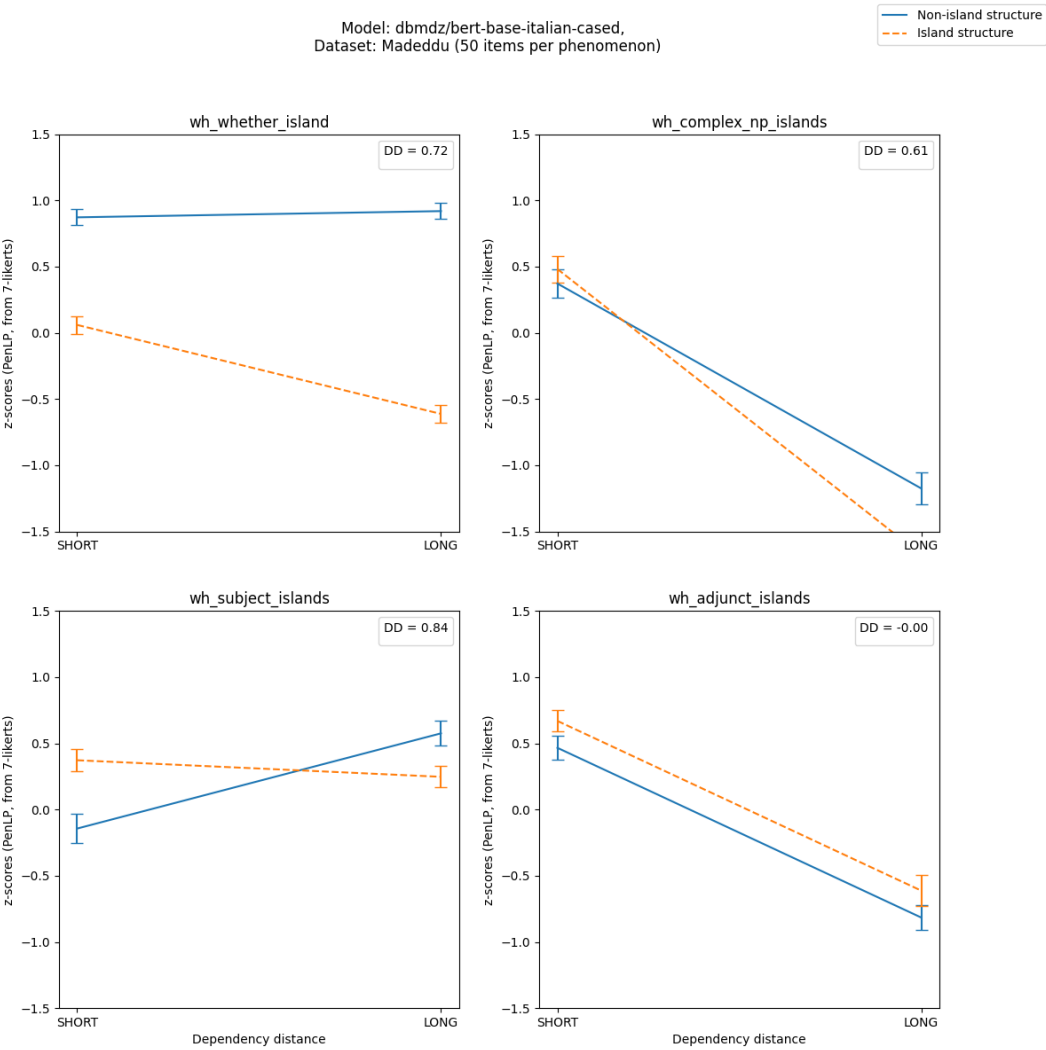 Model: dbmdz/bert-base-italian-cased,
Dataset: Madeddu (50 items per phenomenon)
Non-island structure
Island structure
wh_whether_island
DD = 0.72
1.5
1.0
0.5
0.0
−0.5
−1.0
−1.5
z-scores (PenLP, from 7-likerts)
SHORT
LONG
wh_complex_np_islands
DD = 0.61
1.5
1.0
0.5
0.0
−0.5
−1.0
−1.5
z-scores (PenLP, from 7-likerts)
SHORT
LONG
wh_subject_islands
DD = 0.84
1.5
1.0
0.5
0.0
−0.5
−1.0
−1.5
z-scores (PenLP, from 7-likerts)
SHORT
LONG
Dependency distance
wh_adjunct_islands
DD = -0.00
1.5
1.0
0.5
0.0
−0.5
−1.0
−1.5
z-scores (PenLP, from 7-likerts)
SHORT
LONG
Dependency distance